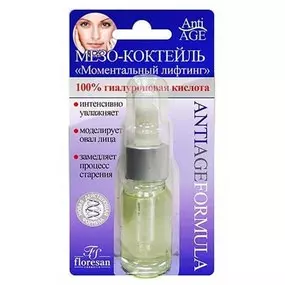 Anti
AGE
МЕЗО-КОКТЕЙЛЬ
«Моментальный лифтинг»
100% гиалуроновая кислота
• интенсивно
увлажняет
• моделирует
овал лица
• замедляет
процесс
старения
ANTIAGEFORMULA
floresan